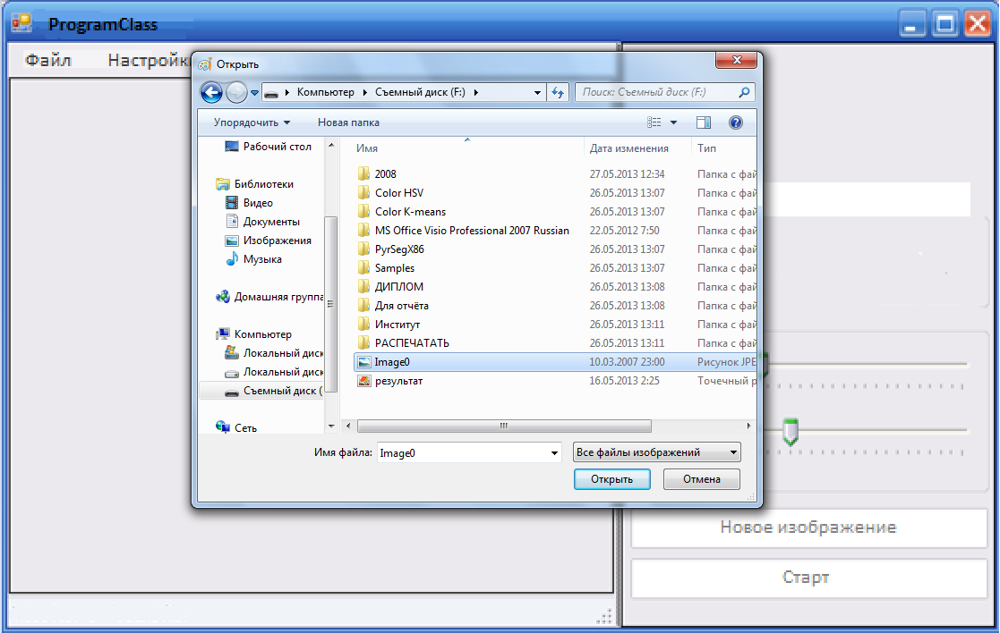 ProgramClass
Файл Настройки
Открыть
Компьютер Съемный диск (F:) Поиск: Съемный диск (F:)
Упорядочить Новая папка
Рабочий стол
Библиотеки
Видео
Документы
Изображения
Музыка
Домашняя группа
Компьютер
Локальный диск
Локальный диск
Съемный диск (
Сеть
Имя Дата изменения Тип
2008 27.05.2013 12:34 Папка с фай
Color HSV 26.05.2013 13:07 Папка с фай
Color K-means 26.05.2013 13:07 Папка с фай
MS Office Visio Professional 2007 Russian 22.05.2012 7:50 Папка с фай
PyrSegX86 26.05.2013 13:07 Папка с фай
Samples 26.05.2013 13:07 Папка с фай
ДИПЛОМ 26.05.2013 13:08 Папка с фай
Для отчёта 26.05.2013 13:08 Папка с фай
Институт 26.05.2013 13:11 Папка с фай
РАСПЕЧАТАТЬ 26.05.2013 13:11 Папка с фай
Image0 10.03.2007 23:00 Рисунок JPE
результат 16.05.2013 2:25 Точечный р
Имя файла: Image0 Все файлы изображений
Открыть Отмена
Новое изображение
Старт